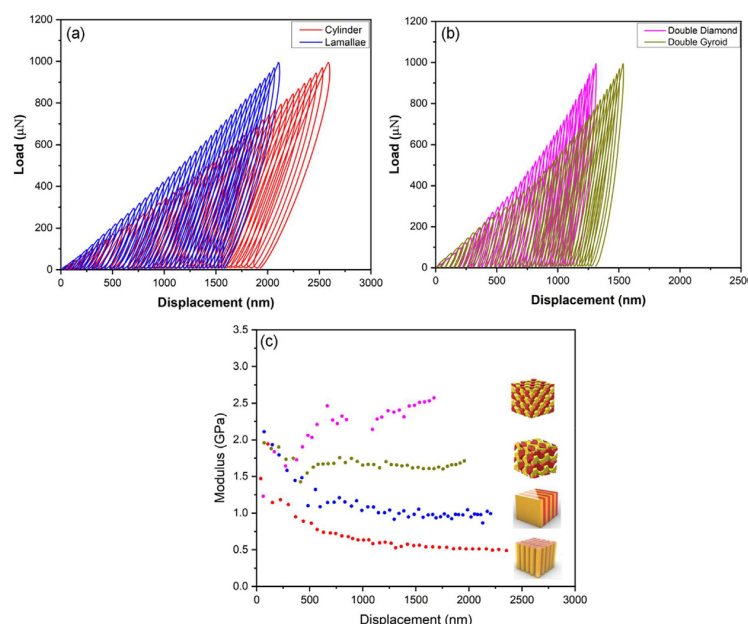 (a)
Cylinder
Lamallae
Load (μN)
1200
1000
800
600
400
200
0
0 500 1000 1500 2000 2500 3000
Displacement (nm)
(b)
Double Diamond
Double Gyroid
Load (μN)
1200
1000
800
600
400
200
0
0 500 1000 1500 2000
Displacement (nm)
(c)
Modulus (GPa)
3.5
3.0
2.5
2.0
1.5
1.0
0.5
0.0
0 500 1000 1500 2000 2500 3000
Displacement (nm)